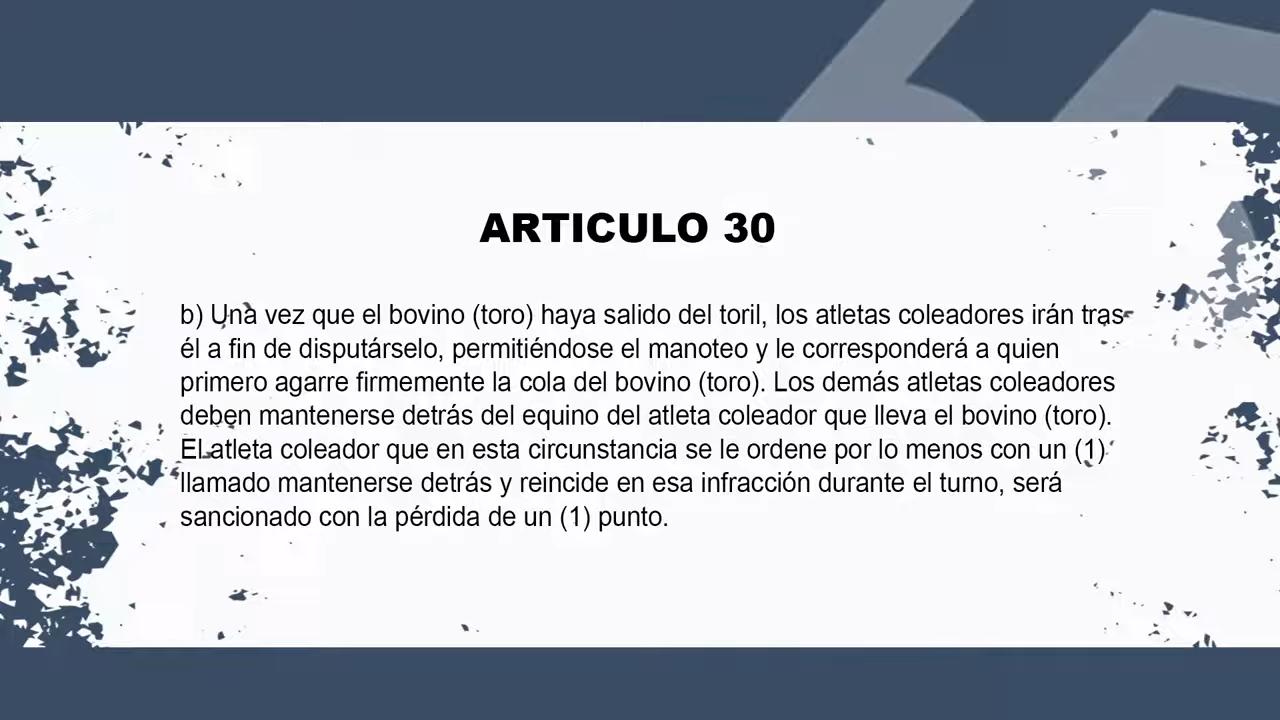 ARTICULO 30
b) Una vez que el bovino (toro) haya salido del toril, los atletas coleadores irán tras
él a fin de disputárselo, permitiéndose el manoteo y le corresponderá a quien
primero agarre firmemente la cola del bovino (toro). Los demás atletas coleadores
deben mantenerse detrás del equino del atleta coleador que lleva el bovino (toro).
El atleta coleador que en esta circunstancia se le ordene por lo menos con un (1)
llamado mantenerse detrás y reincide en esa infracción durante el turno, será
sancionado con la pérdida de un (1) punto.